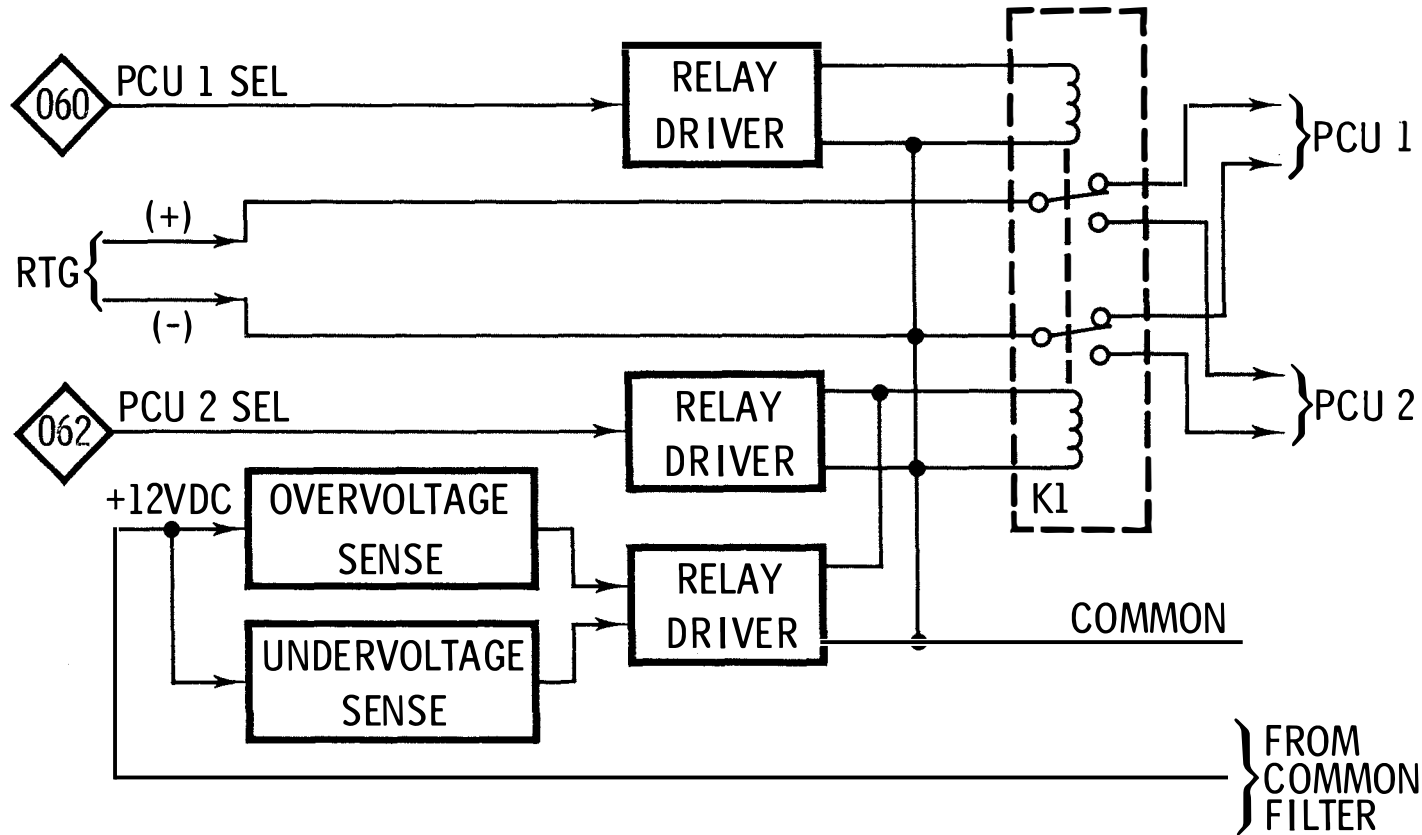 060
PCU 1 SEL
RELAY
DRIVER
PCU 1
(+)
RTG
(-)
062
PCU 2 SEL
RELAY
DRIVER
PCU 2
K1
+12VDC
OVERVOLTAGE
SENSE
RELAY
DRIVER
COMMON
UNDERVOLTAGE
SENSE
FROM
COMMON
FILTER